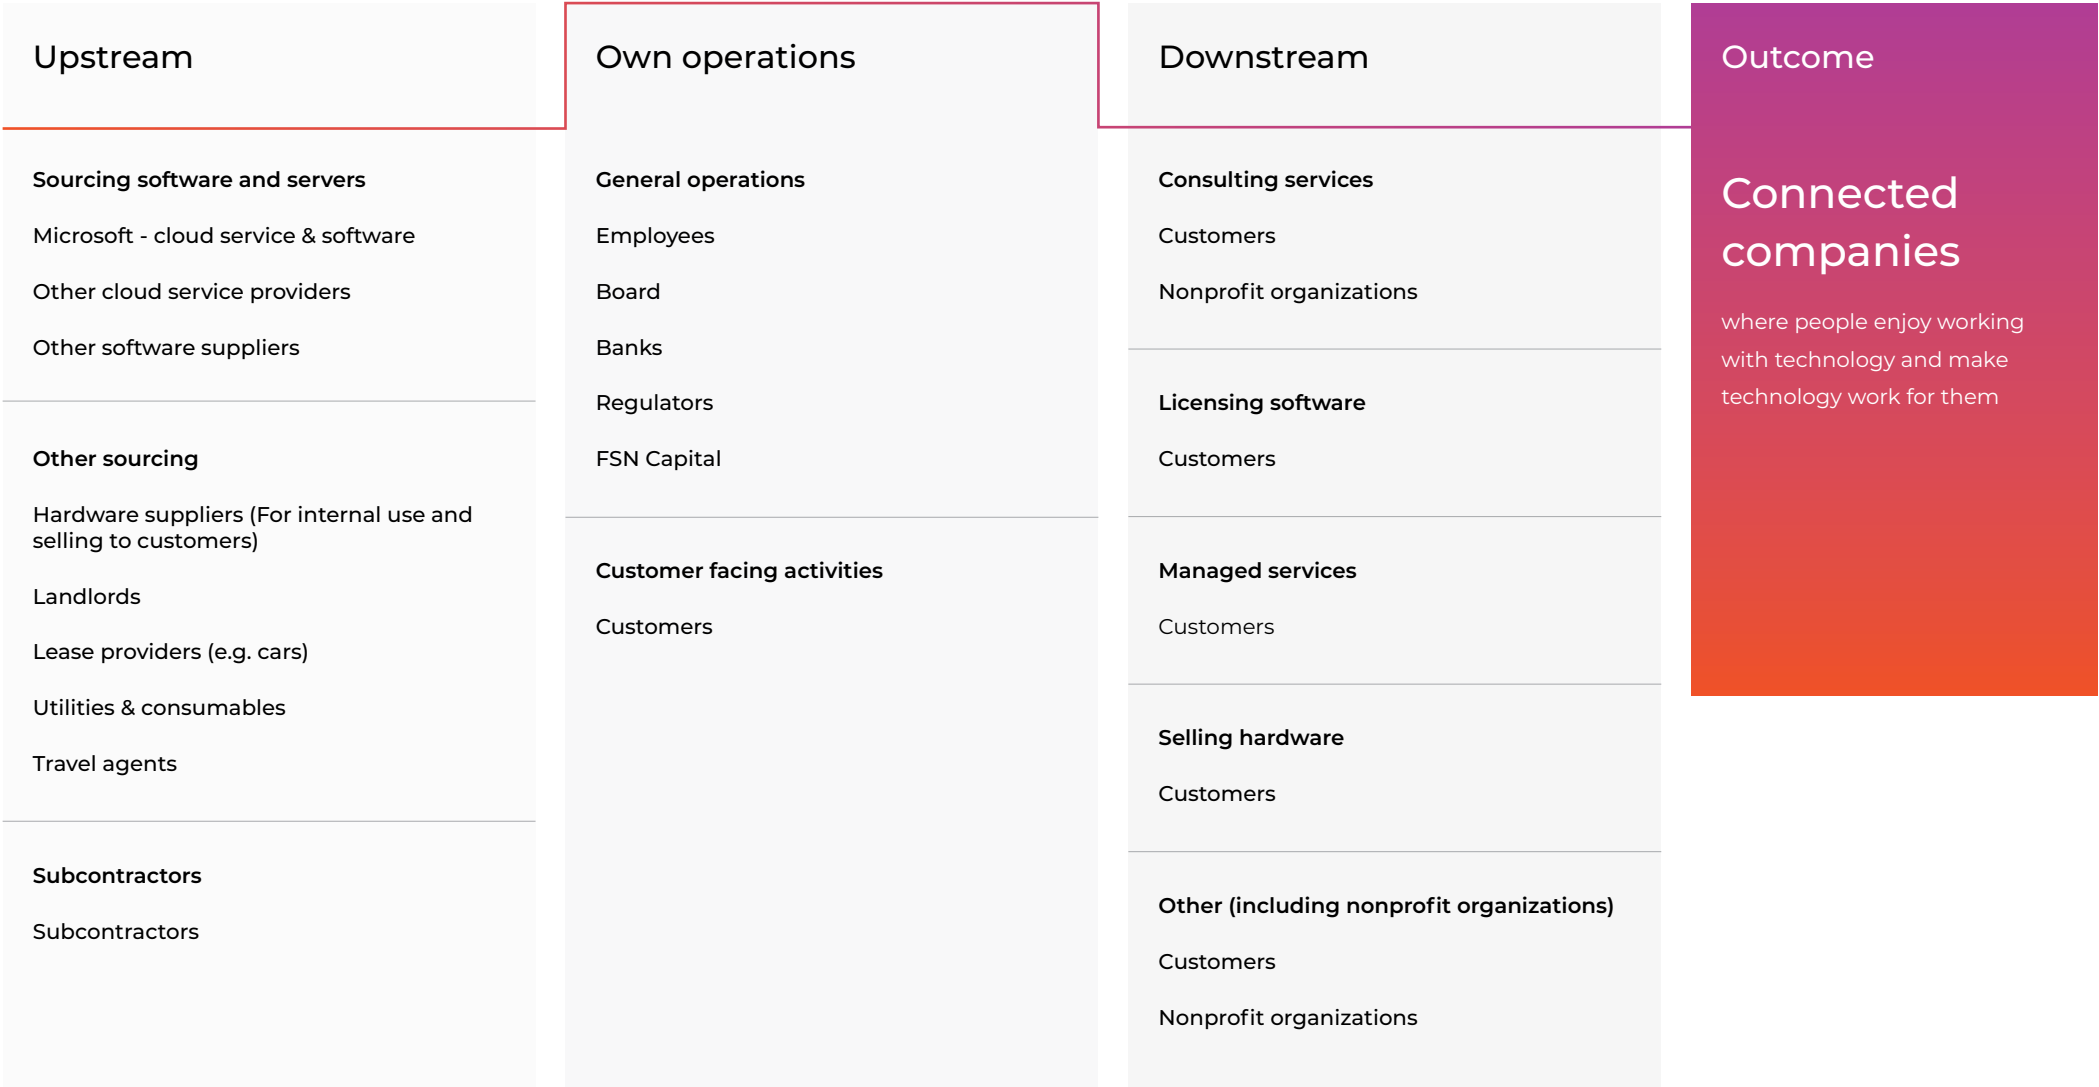 Upstream
Sourcing software and servers
Microsoft - cloud service & software
Other cloud service providers
Other software suppliers
Other sourcing
Hardware suppliers (For internal use and
selling to customers)
Landlords
Lease providers (e.g. cars)
Utilities & consumables
Travel agents
Subcontractors
Subcontractors
Own operations
General operations
Employees
Board
Banks
Regulators
FSN Capital
Customer facing activities
Customers
Downstream
Consulting services
Customers
Nonprofit organizations
Licensing software
Customers
Managed services
Customers
Selling hardware
Customers
Other (including nonprofit organizations)
Customers
Nonprofit organizations
Outcome
Connected
companies
where people enjoy working
with technology and make
technology work for them